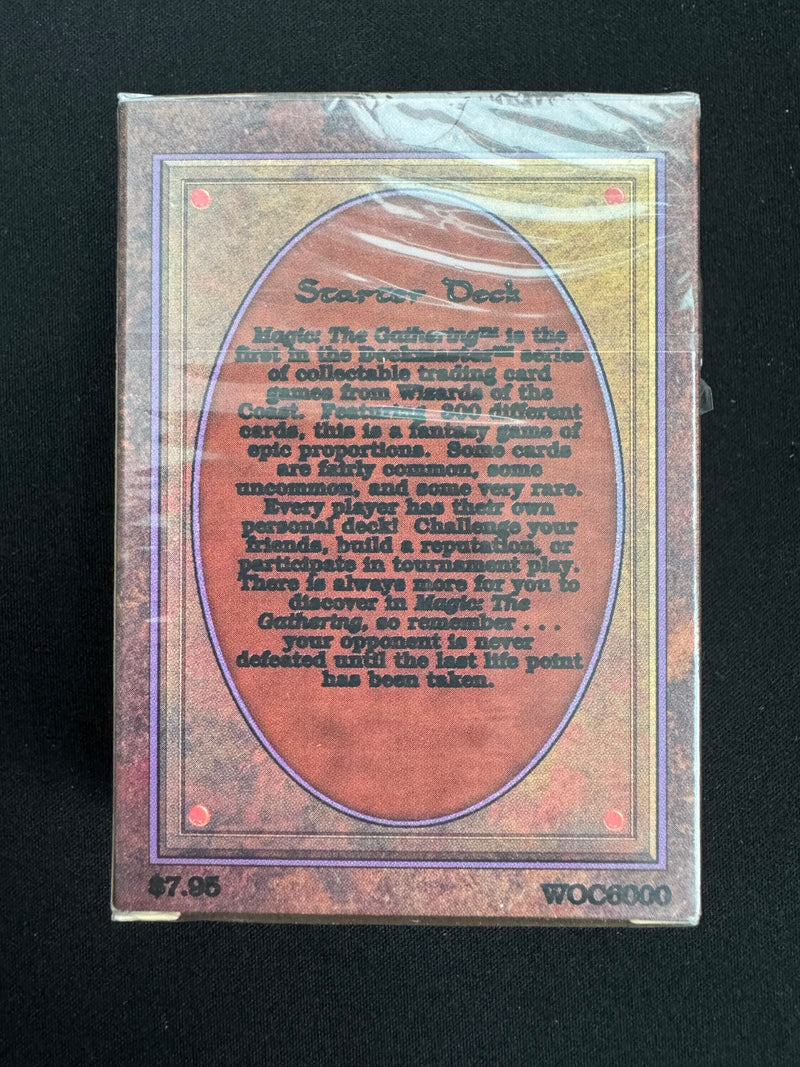 Starter Deck
Magic: The Gathering™ is the
first in the Deckmaster™ series
of collectable trading card
games from Wizards of the
Coast. Featuring 300 different
cards, this is a fantasy game of
epic proportions. Some cards
are fairly common, some
uncommon, and some very rare.
Every player has their own
personal deck! Challenge your
friends, build a reputation, or
participate in tournament play.
There is always more for you to
discover in Magic: The
Gathering, so remember . . .
your opponent is never
defeated until the last life point
has been taken.
$7.95
WOC6000